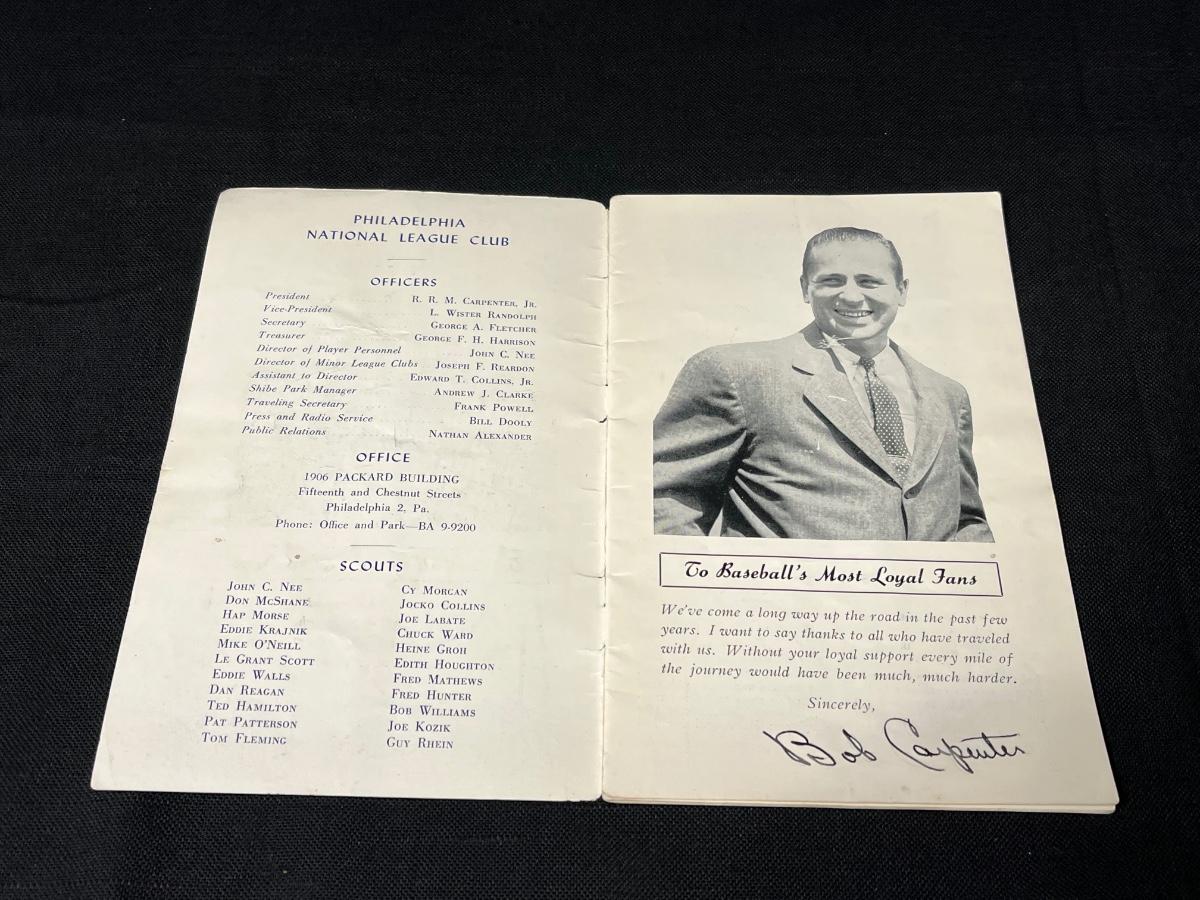 PHILADELPHIA
NATIONAL LEAGUE CLUB
OFFICERS
President R. R. M. Carpenter, Jr.
Vice-President L. Wister Randolph
Secretary George A. Fletcher
Treasurer George F. H. Harrison
Director of Player Personnel John C. Nee
Director of Minor League Clubs Joseph F. Reardon
Assistant to Director Edward T. Collins, Jr.
Shibe Park Manager Andrew J. Clarke
Traveling Secretary Frank Powell
Press and Radio Service Bill Dooly
Public Relations Nathan Alexander
OFFICE
1906 PACKARD BUILDING
Fifteenth and Chestnut Streets
Philadelphia 2, Pa.
Phone: Office and Park—BA 9-9200
SCOUTS
John C. Nee
Don McShane
Hap Morse
Eddie Krajnik
Mike O'Neill
Le Grant Scott
Eddie Walls
Dan Reagan
Ted Hamilton
Pat Patterson
Tom Fleming
Cy Morgan
Jocko Collins
Joe Labate
Chuck Ward
Heine Groh
Edith Houghton
Fred Mathews
Fred Hunter
Bob Williams
Joe Kozik
Guy Rhein
To Baseball's Most Loyal Fans
We've come a long way up the road in the past few
years. I want to say thanks to all who have traveled
with us. Without your loyal support every mile of
the journey would have been much, much harder.
Sincerely,
Bob Carpenter